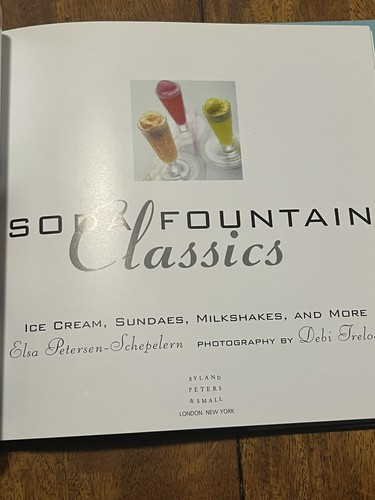 SODA FOUNTAIN
Classics
ICE CREAM, SUNDAES, MILKSHAKES, AND MORE
Elsa Petersen-Schepelern PHOTOGRAPHY BY Debi
RYLAND
PETERS
& SMALL
LONDON NEW YORK